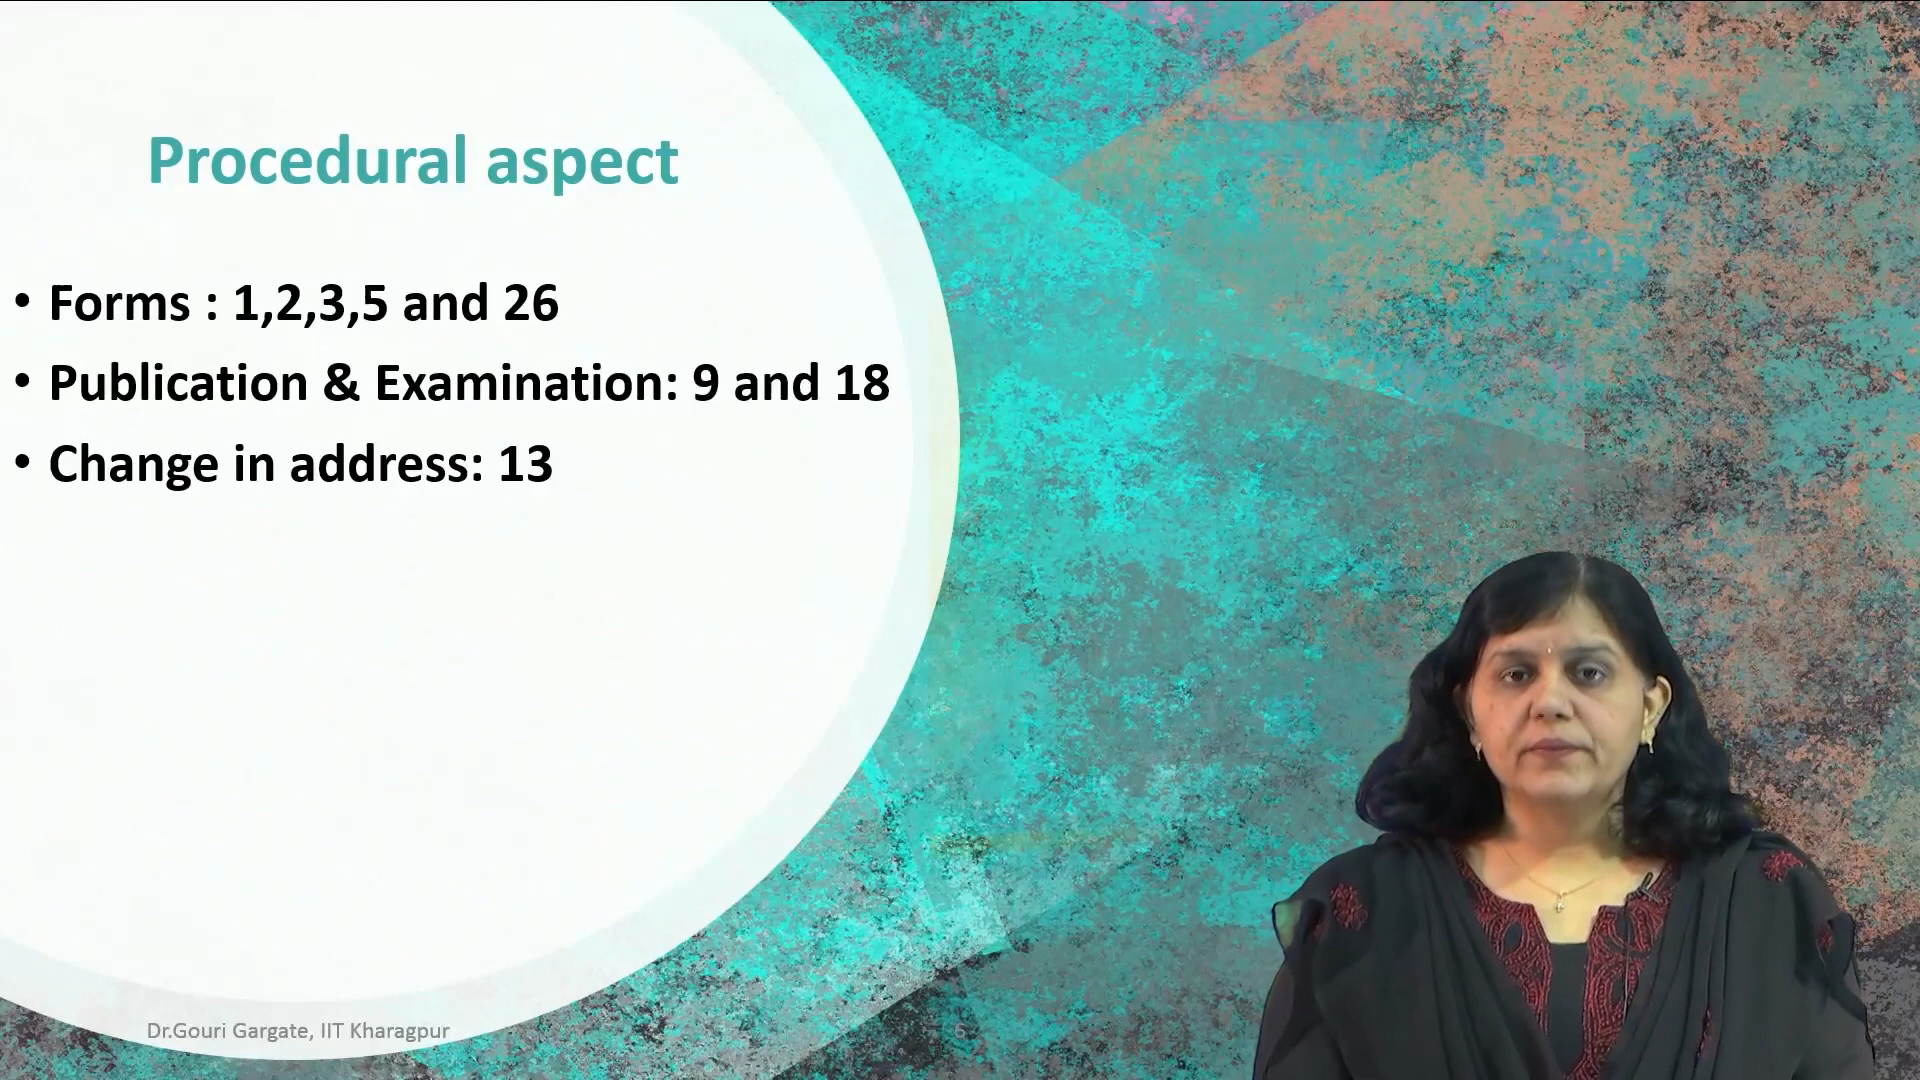 Procedural aspect
• Forms : 1,2,3,5 and 26
• Publication & Examination: 9 and 18
• Change in address: 13
Dr.Gouri Gargate, IIT Kharagpur
6